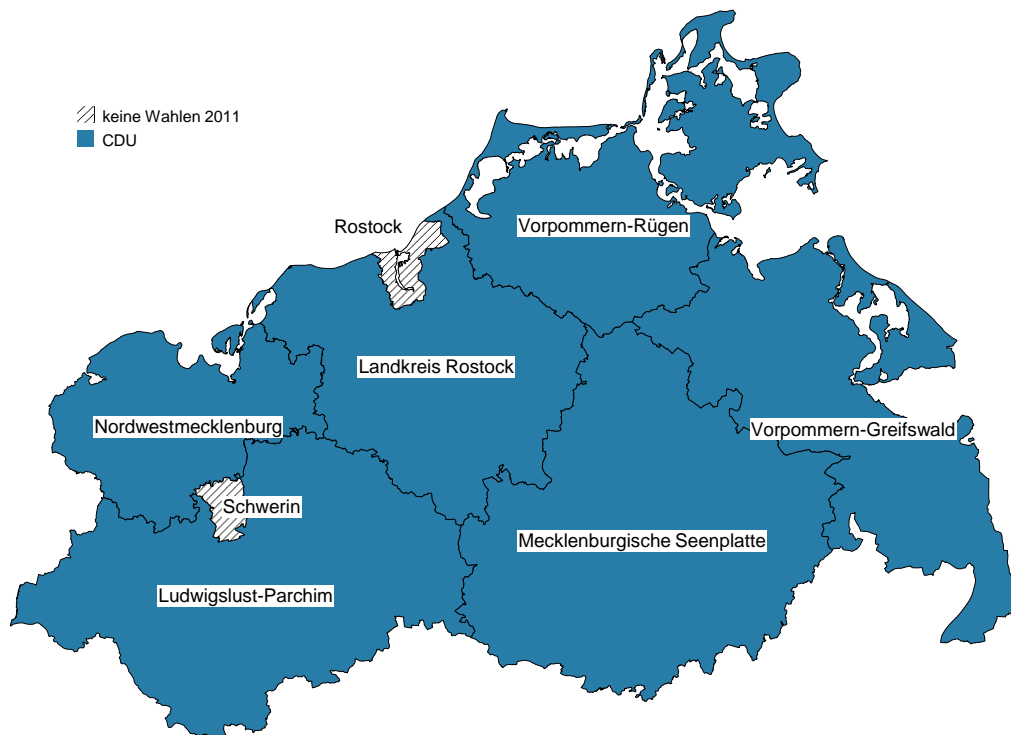 keine Wahlen 2011
CDU
Rostock
Vorpommern-Rügen
Landkreis Rostock
Nordwestmecklenburg
Vorpommern-Greifswald
Schwerin
Mecklenburgische Seenplatte
Ludwigslust-Parchim